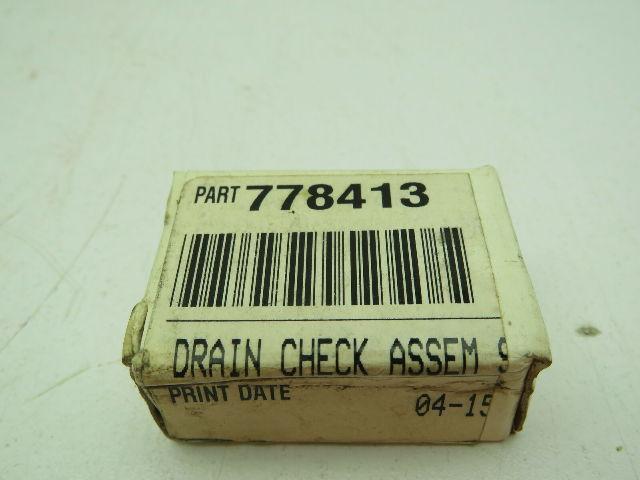 PART 778413
DRAIN CHECK ASSEM
PRINT DATE
04-15